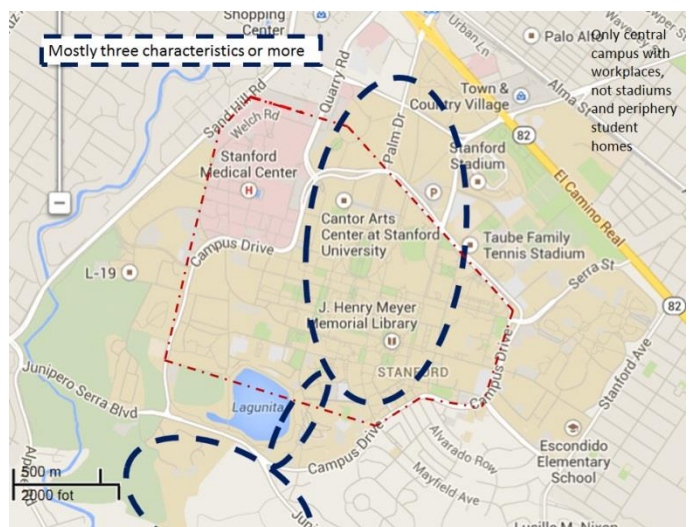 Shopping
Center
Mostly three characteristics or more
Urban Ln
Palo Alto
Only central
campus with
workplaces,
not stadiums
and periphery
student
homes
Sand Hill Rd
Welch Rd
Quarry Rd
Palm Dr
Town &
Country Village
Alma St
82
Stanford
Medical Center
H
Stanford
Stadium
P
El Camino Real
Cantor Arts
Center at Stanford
University
Taube Family
Tennis Stadium
Campus Drive
L-19
Serra St
82
J. Henry Meyer
Memorial Library
STANFORD
Campus Drive
Stanford Ave
Junipero Serra Blvd
Lagunita
Campus Drive
Alvarado Row
Mayfield Ave
Escondido
Elementary
School
500 m
2000 fot
Lucille M. Nixon